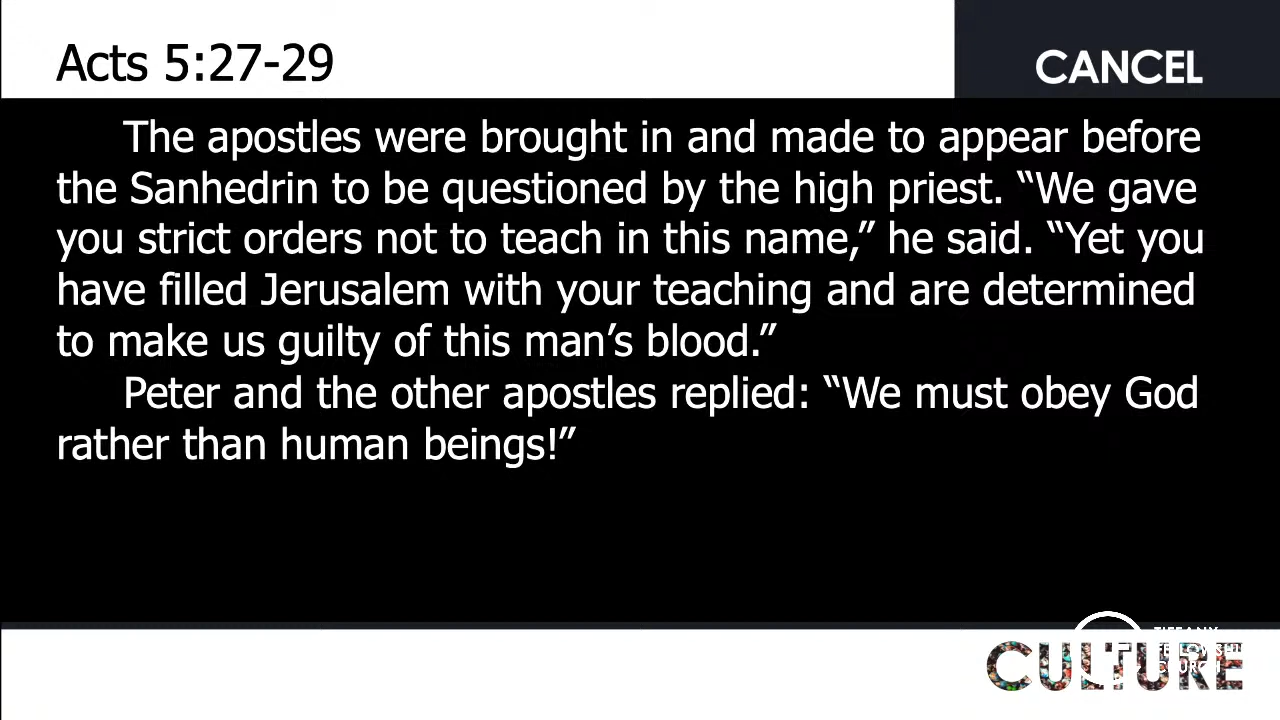 Acts 5:27-29
CANCEL
The apostles were brought in and made to appear before
the Sanhedrin to be questioned by the high priest. “We gave
you strict orders not to teach in this name,” he said. “Yet you
have filled Jerusalem with your teaching and are determined
to make us guilty of this man’s blood.”
Peter and the other apostles replied: “We must obey God
rather than human beings!”
CULTURE
TIFFANY
FELLOWSHIP
CHURCH